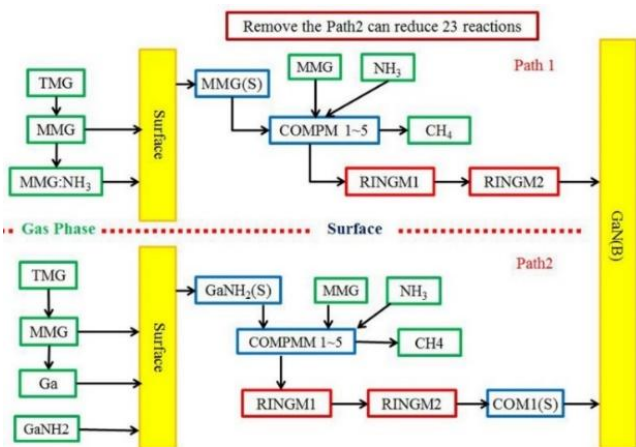 Remove the Path2 can reduce 23 reactions
Path 1
TMG
MMG
MMG:NH₃
Surface
MMG(S)
MMG
NH₃
COMPM 1~5
CH₄
RINGM1
RINGM2
GaN(B)
Gas Phase
Surface
Path2
TMG
MMG
Ga
GaNH2
Surface
GaNH₂(S)
MMG
NH₃
COMPMM 1~5
CH4
RINGM1
RINGM2
COM1(S)